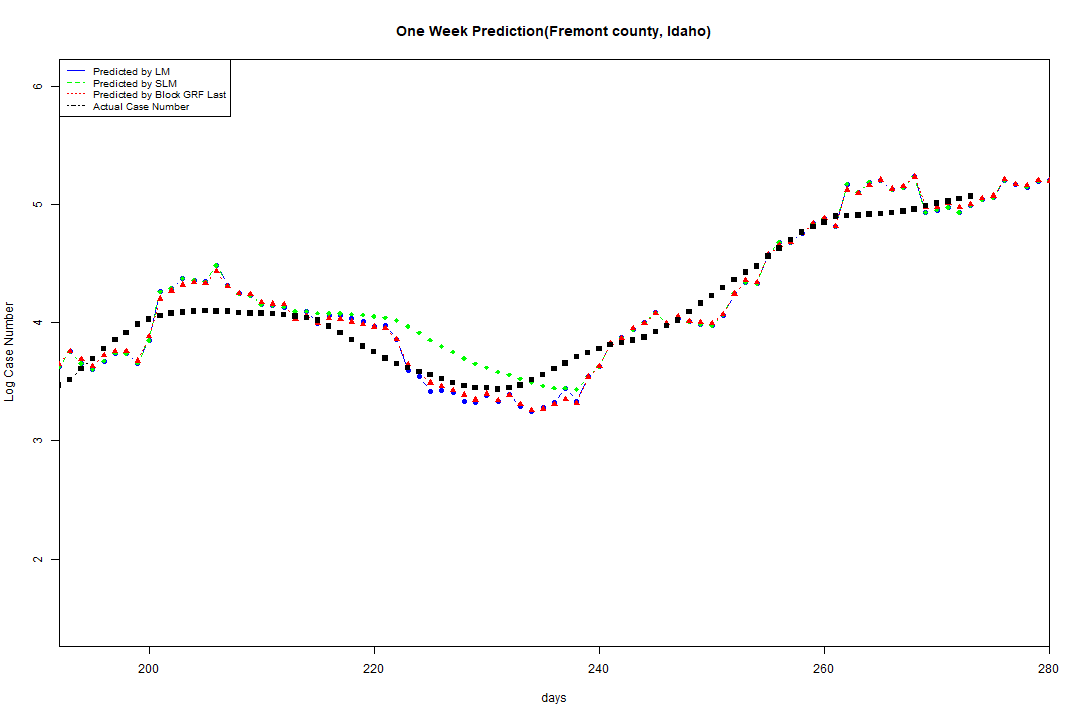 One Week Prediction(Fremont county, Idaho)
Predicted by LM
Predicted by SLM
Predicted by Block GRF Last
Actual Case Number
6
5
4
3
2
Log Case Number
200
220
240
260
280
days